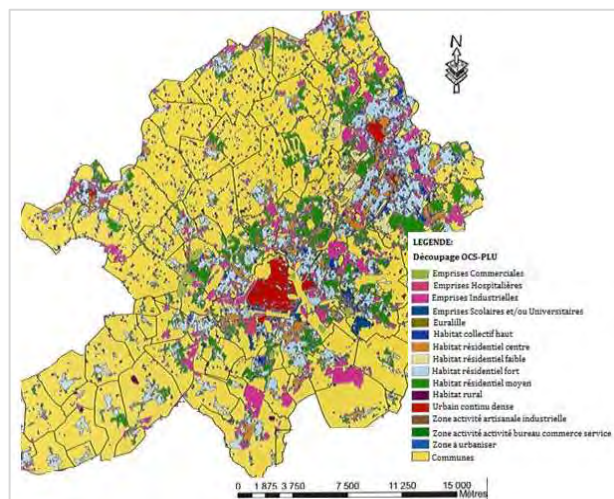 N
LEGENDE:
Découpage OCS-PLU
Emprises Commerciales
Emprises Hospitalières
Emprises Industrielles
Emprises Scolaires et/ou Universitaires
Euralille
Habitat collectif haut
Habitat résidentiel centre
Habitat résidentiel faible
Habitat résidentiel fort
Habitat résidentiel moyen
Habitat rural
Urbain continu dense
Zone activité artisanale industrielle
Zone activité activité bureau commerce service
Zone à urbaniser
Communes
0 1 875 3 750 7 500 11 250 15 000
Mètres